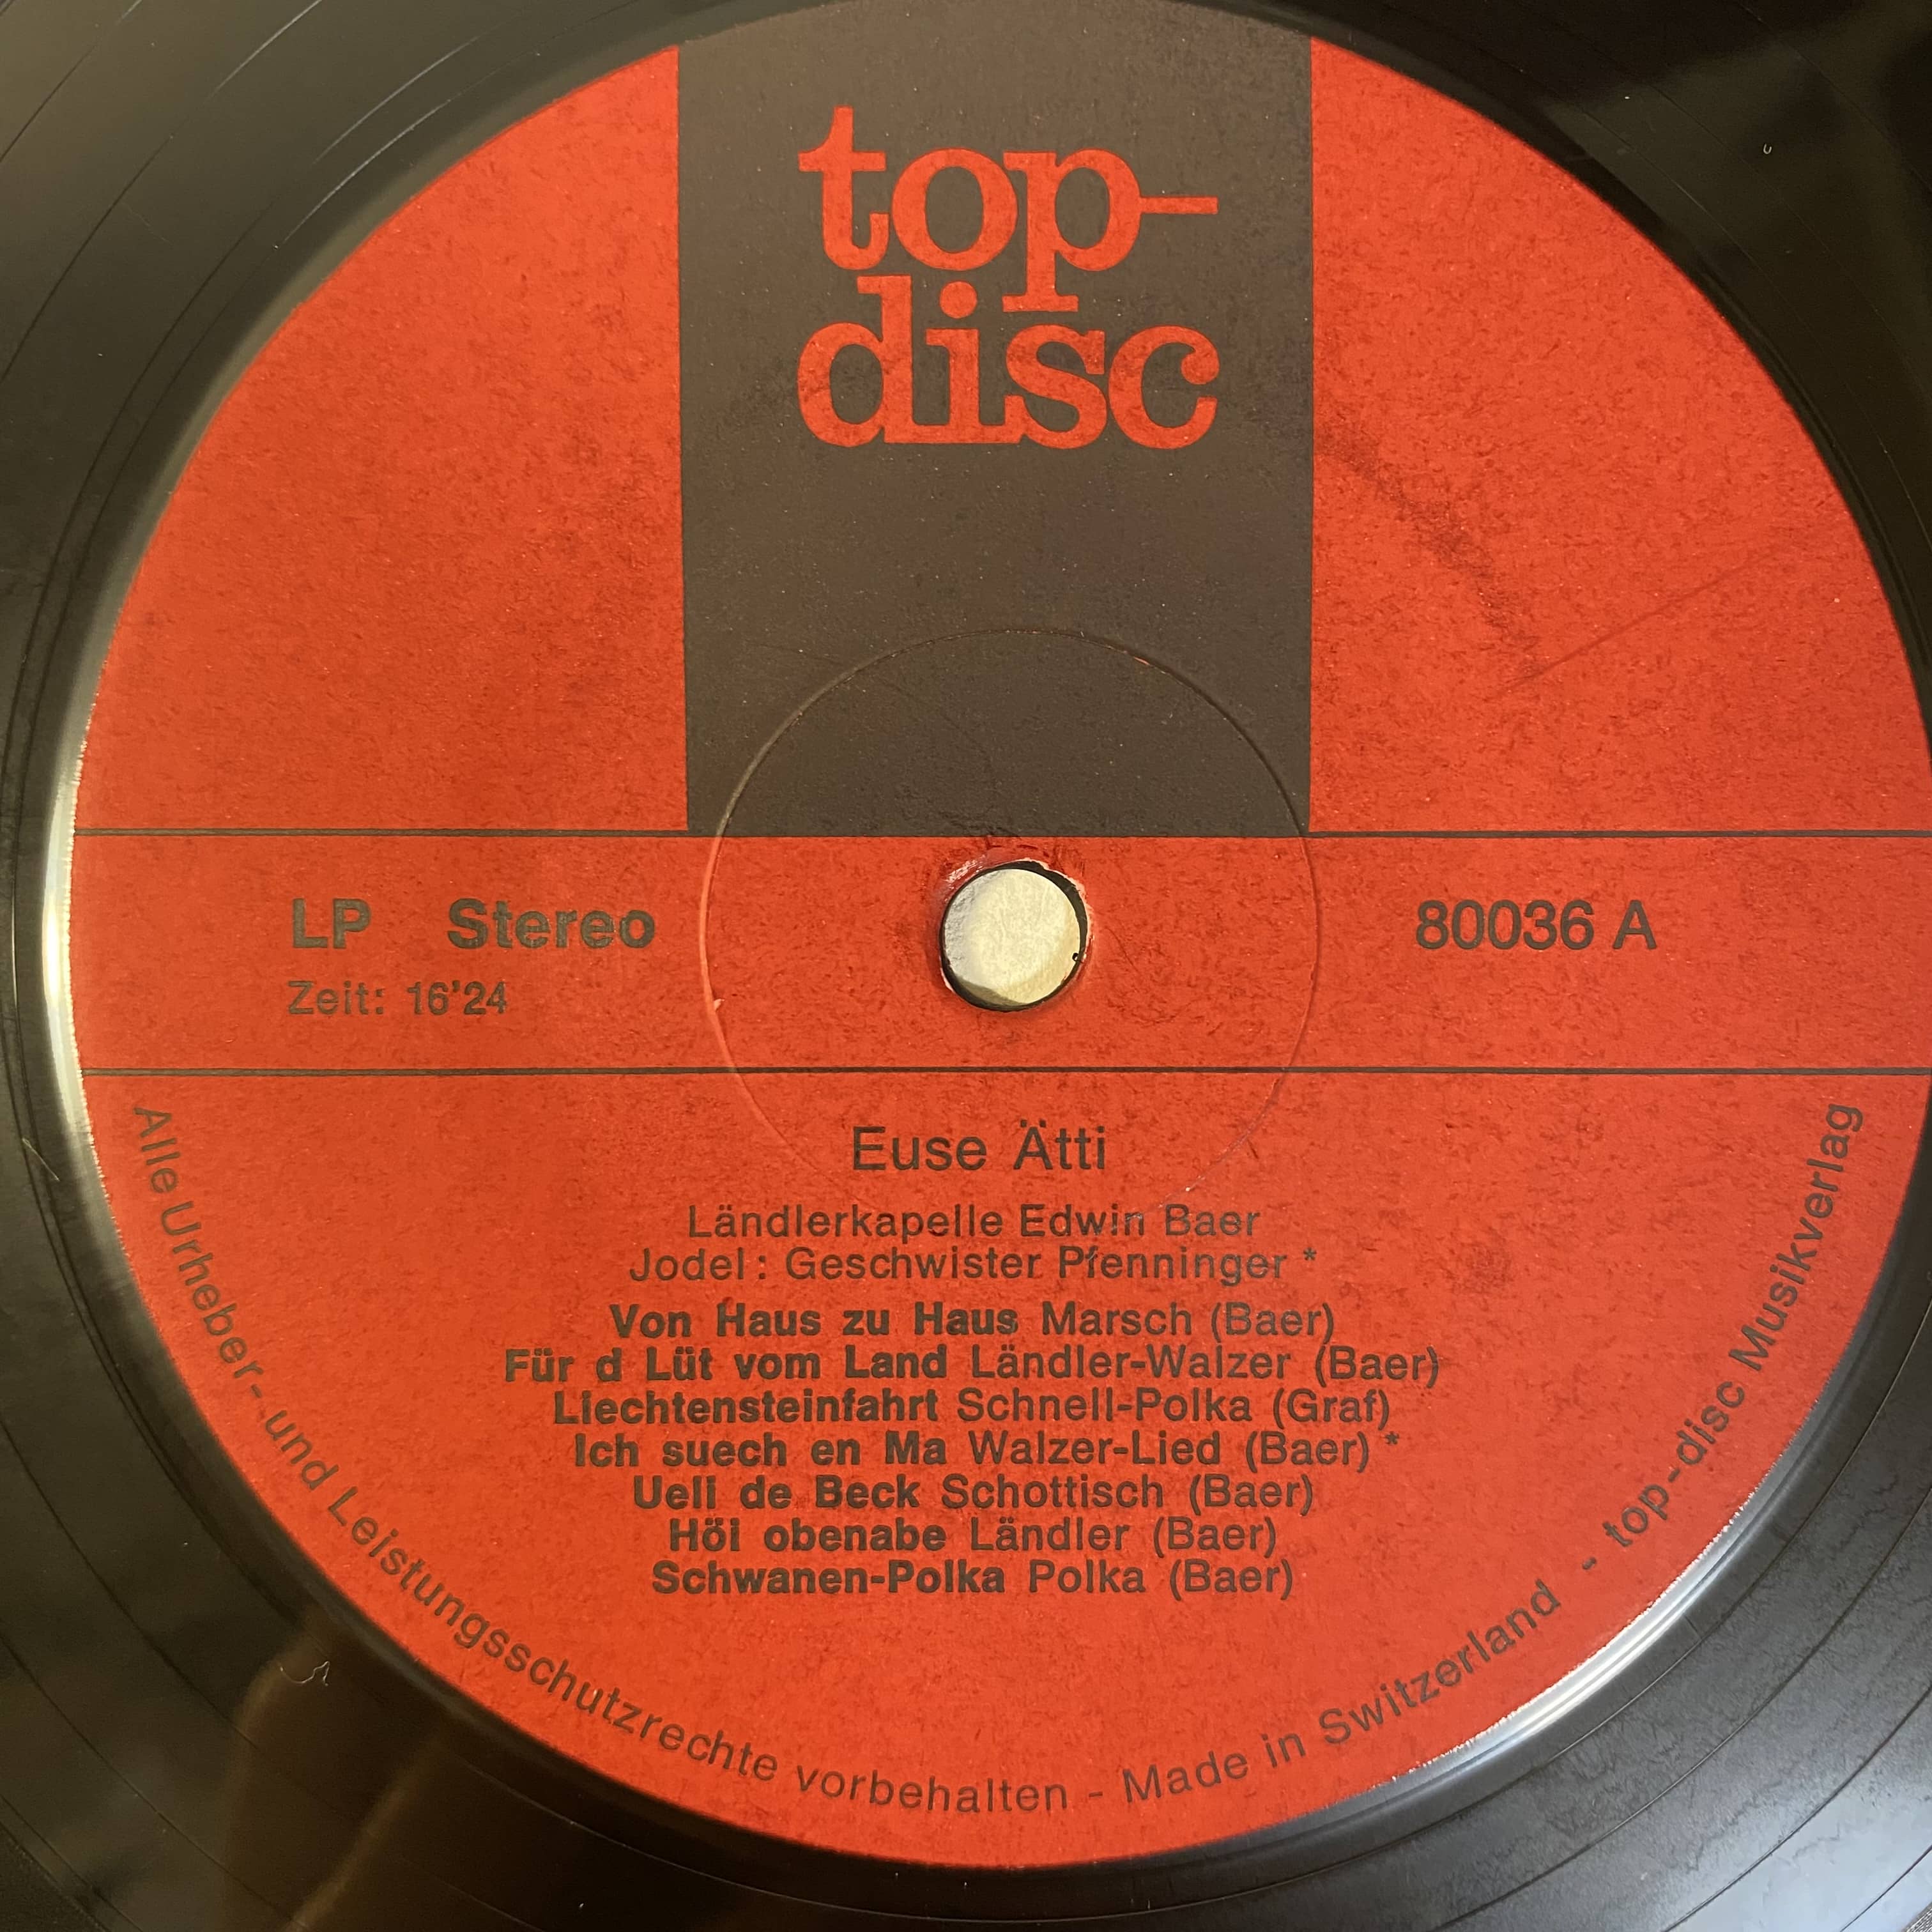 top-
disc
LP Stereo
80036 A
Zeit: 16'24
Euse Ätti
Ländlerkapelle Edwin Baer
Jodel: Geschwister Pfenninger *
Von Haus zu Haus Marsch (Baer)
Für d Lüt vom Land Ländler-Walzer (Baer)
Liechtensteinfahrt Schnell-Polka (Graf)
Ich suech en Ma Walzer-Lied (Baer) *
Ueli de Beck Schottisch (Baer)
Höi obenabe Ländler (Baer)
Schwanen-Polka Polka (Baer)
Alle Urheber- und Leistungsschutzrechte vorbehalten - Made in Switzerland - top-disc Musikverlag